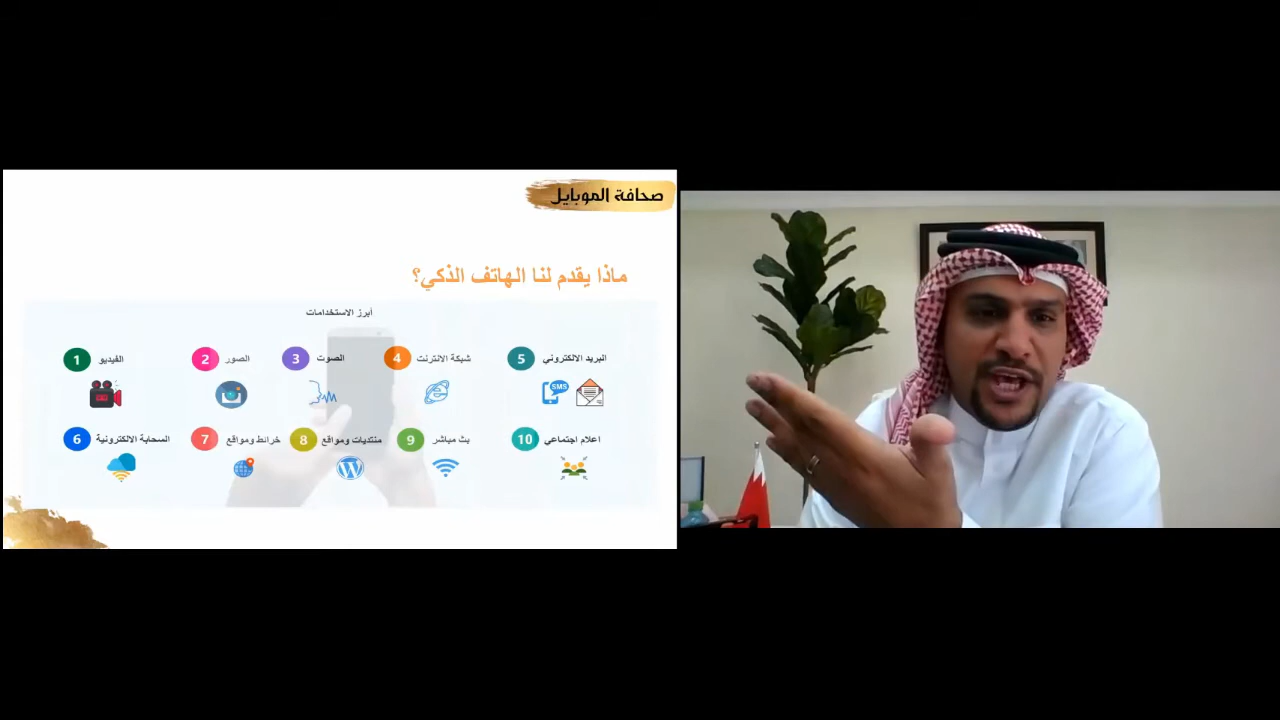 صحافة الموبايل
ماذا يقدم لنا الهاتف الذكي؟
أبرز الاستخدامات
1 الفيديو
2 الصور
3 الصوت
4 شبكة الانترنت
5 البريد الالكتروني
SMS
6 السحابة الالكترونية
7 خرائط ومواقع
8 منتديات ومواقع
9 بث مباشر
10 اعلام اجتماعي